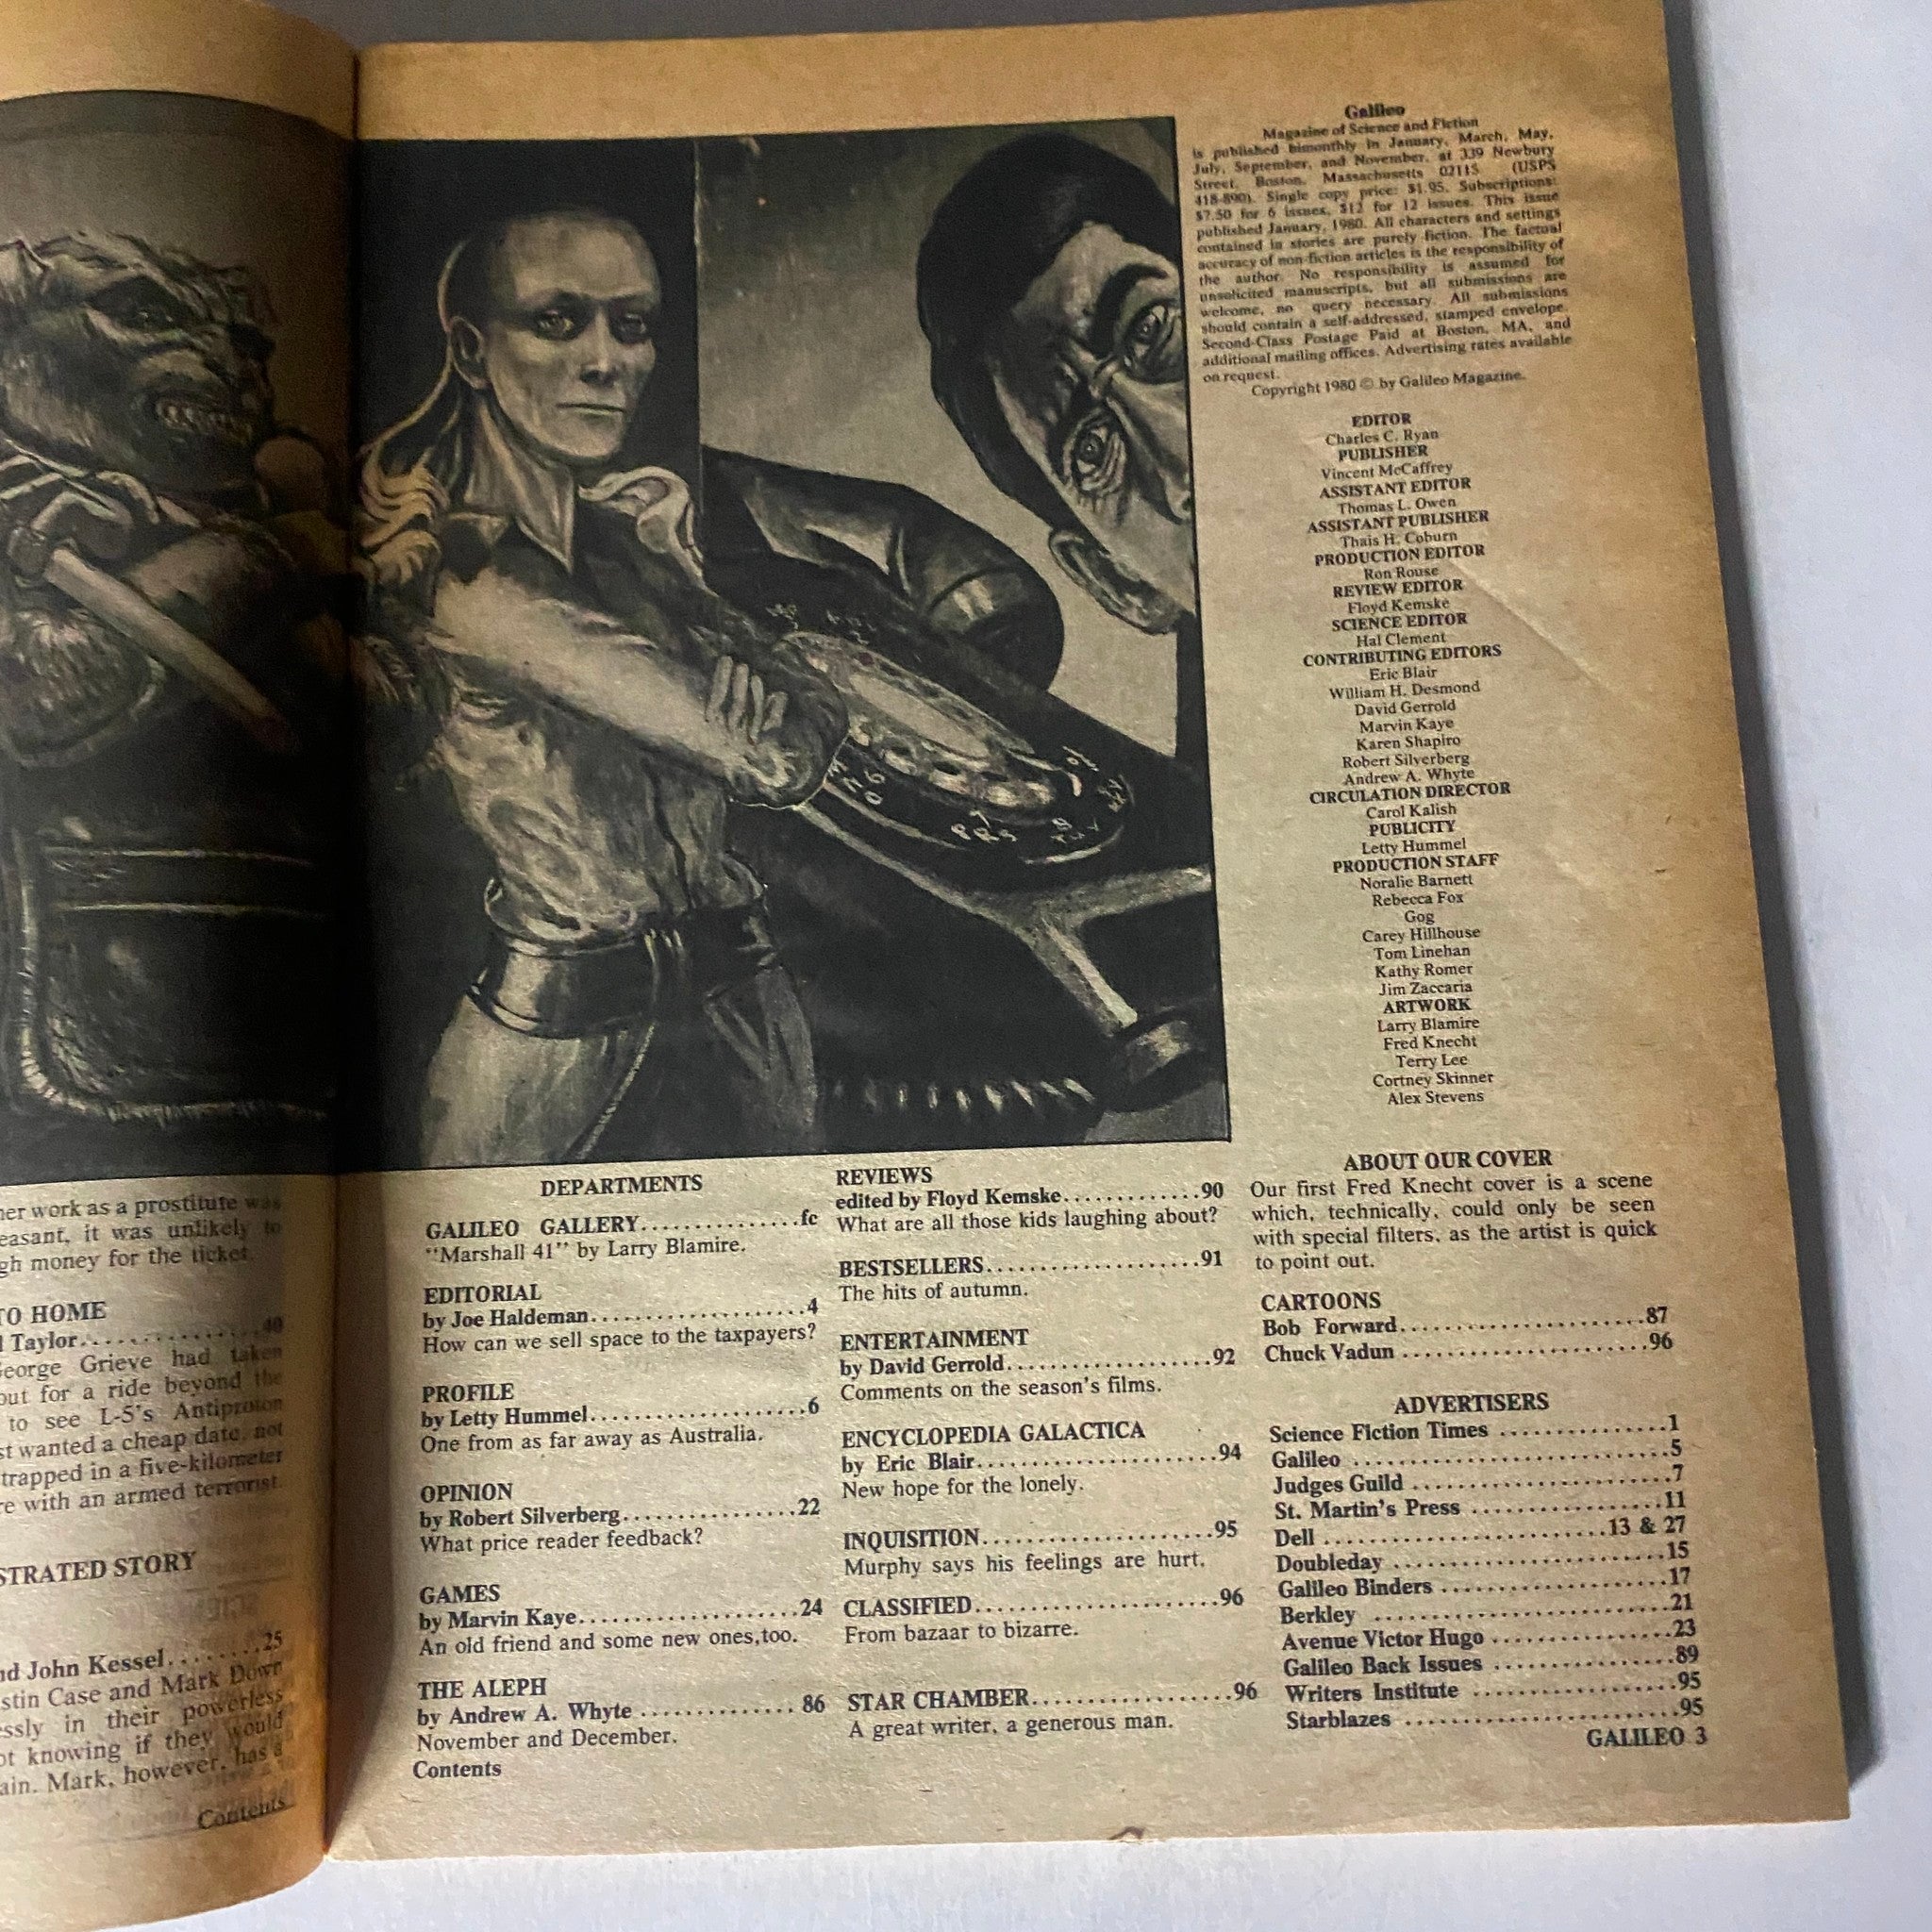 her work as a prostitute was
easant, it was unlikely to
gh money for the ticket.
TO HOME
l Taylor..............40
George Grieve had taken
out for a ride beyond the
to see L-5's Antiproton
st wanted a cheap date, not
trapped in a five-kilometer
re with an armed terrorist.
STRATED STORY
nd John Kessel........25
stin Case and Mark Down
ssly in their powerless
ot knowing if they would
ain. Mark, however, has a
Contents
DEPARTMENTS
GALILEO GALLERY..............fc
"Marshall 41" by Larry Blamire.
EDITORIAL
by Joe Haldeman....................4
How can we sell space to the taxpayers?
PROFILE
by Letty Hummel....................6
One from as far away as Australia.
OPINION
by Robert Silverberg................22
What price reader feedback?
GAMES
by Marvin Kaye....................24
An old friend and some new ones,too.
THE ALEPH
by Andrew A. Whyte ..............86
November and December.
Contents
REVIEWS
edited by Floyd Kemske............90
What are all those kids laughing about?
BESTSELLERS....................91
The hits of autumn.
ENTERTAINMENT
by David Gerrold..................92
Comments on the season's films.
ENCYCLOPEDIA GALACTICA
by Eric Blair.......................94
New hope for the lonely.
INQUISITION......................95
Murphy says his feelings are hurt.
CLASSIFIED.......................96
From bazaar to bizarre.
STAR CHAMBER..................96
A great writer, a generous man.
Galileo
Magazine of Science and Fiction
is published bimonthly in January, March, May,
July, September, and November, at 339 Newbury
Street, Boston, Massachusetts 02115 (USPS
418-890). Single copy price: $1.95. Subscriptions:
$7.50 for 6 issues, $12 for 12 issues. This issue
published January, 1980. All characters and settings
contained in stories are purely fiction. The factual
accuracy of non-fiction articles is the responsibility of
the author. No responsibility is assumed for
unsolicited manuscripts, but all submissions are
welcome, no query necessary. All submissions
should contain a self-addressed, stamped envelope.
Second-Class Postage Paid at Boston, MA, and
additional mailing offices. Advertising rates available
on request.
Copyright 1980 © by Galileo Magazine.
EDITOR
Charles C. Ryan
PUBLISHER
Vincent McCaffrey
ASSISTANT EDITOR
Thomas L. Owen
ASSISTANT PUBLISHER
Thais H. Coburn
PRODUCTION EDITOR
Ron Rouse
REVIEW EDITOR
Floyd Kemske
SCIENCE EDITOR
Hal Clement
CONTRIBUTING EDITORS
Eric Blair
William H. Desmond
David Gerrold
Marvin Kaye
Karen Shapiro
Robert Silverberg
Andrew A. Whyte
CIRCULATION DIRECTOR
Carol Kalish
PUBLICITY
Letty Hummel
PRODUCTION STAFF
Noralie Barnett
Rebecca Fox
Gog
Carey Hillhouse
Tom Linehan
Kathy Romer
Jim Zaccaria
ARTWORK
Larry Blamire
Fred Knecht
Terry Lee
Cortney Skinner
Alex Stevens
ABOUT OUR COVER
Our first Fred Knecht cover is a scene
which, technically, could only be seen
with special filters, as the artist is quick
to point out.
CARTOONS
Bob Forward......................87
Chuck Vadun ......................96
ADVERTISERS
Science Fiction Times ...............1
Galileo .............................5
Judges Guild .......................7
St. Martin's Press .................11
Dell .........................13 & 27
Doubleday ........................15
Galileo Binders ....................17
Berkley ..........................21
Avenue Victor Hugo ................23
Galileo Back Issues ................89
Writers Institute ..................95
Starblazes ........................95
GALILEO 3